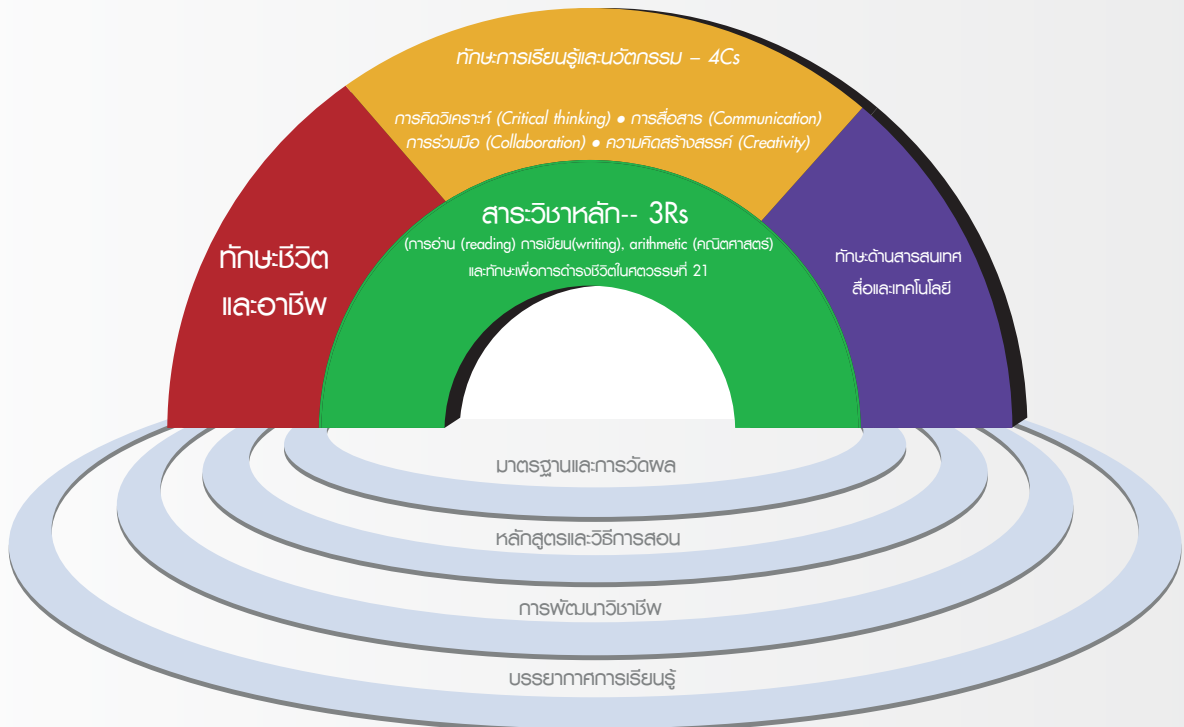 ทักษะการเรียนรู้และนวัตกรรม – 4Cs
การคิดวิเคราะห์ (Critical thinking) • การสื่อสาร (Communication)
การร่วมมือ (Collaboration) • ความคิดสร้างสรรค์ (Creativity)
สาระวิชาหลัก-- 3Rs
(การอ่าน (reading) การเขียน(writing), arithmetic (คณิตศาสตร์)
และทักษะเพื่อการดำรงชีวิตในศตวรรษที่ 21
ทักษะชีวิต
และอาชีพ
ทักษะด้านสารสนเทศ
สื่อและเทคโนโลยี
มาตรฐานและการวัดผล
หลักสูตรและวิธีการสอน
การพัฒนาวิชาชีพ
บรรยากาศการเรียนรู้